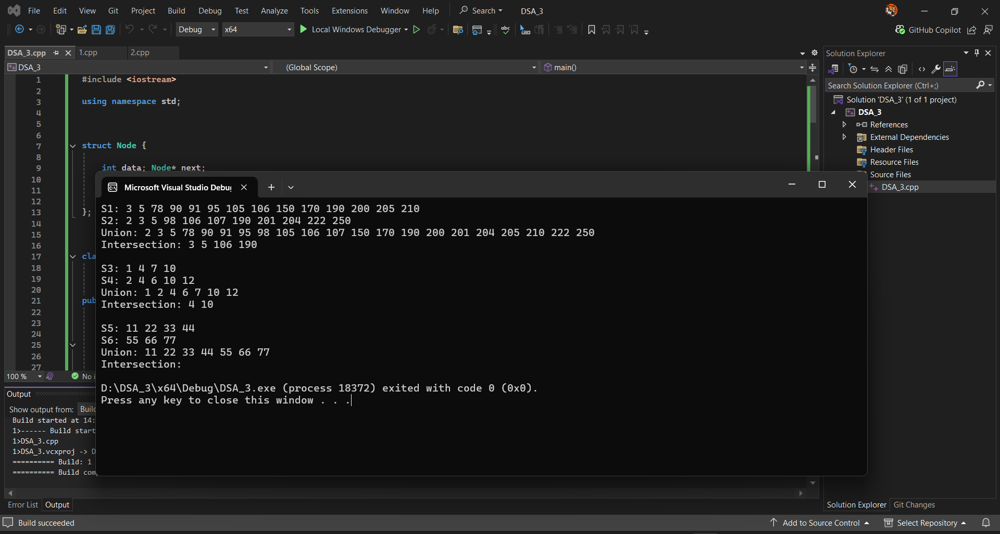 File Edit View Git Project Build Debug Test Analyze Tools Extensions Window Help Search DSA_3
Debug x64 Local Windows Debugger abc GitHub Copilot
DSA_3.cpp 1.cpp 2.cpp
DSA_3 (Global Scope) main()
1 #include <iostream>
2
3 using namespace std;
4
5
6
7 struct Node {
8
9 int data; Node* next;
10
11
12
13 };
14
15
16
17 cla
18
19
20
21 pub
22
23
24
25
26
27
100 % No i
Microsoft Visual Studio Debug
S1: 3 5 78 90 91 95 105 106 150 170 190 200 205 210
S2: 2 3 5 98 106 107 190 201 204 222 250
Union: 2 3 5 78 90 91 95 98 105 106 107 150 170 190 200 201 204 205 210 222 250
Intersection: 3 5 106 190
S3: 1 4 7 10
S4: 2 4 6 10 12
Union: 1 2 4 6 7 10 12
Intersection: 4 10
S5: 11 22 33 44
S6: 55 66 77
Union: 11 22 33 44 55 66 77
Intersection:
D:\DSA_3\x64\Debug\DSA_3.exe (process 18372) exited with code 0 (0x0).
Press any key to close this window . . .
Output
Show output from: Build
Build started at 14:
1>------ Build start
1>DSA_3.cpp
1>DSA_3.vcxproj -> D
========== Build: 1
========== Build com
Error List Output
Solution Explorer
Search Solution Explorer (Ctrl+;)
Solution 'DSA_3' (1 of 1 project)
DSA_3
References
External Dependencies
Header Files
Resource Files
Source Files
DSA_3.cpp
Solution Explorer Git Changes
Build succeeded Add to Source Control Select Repository